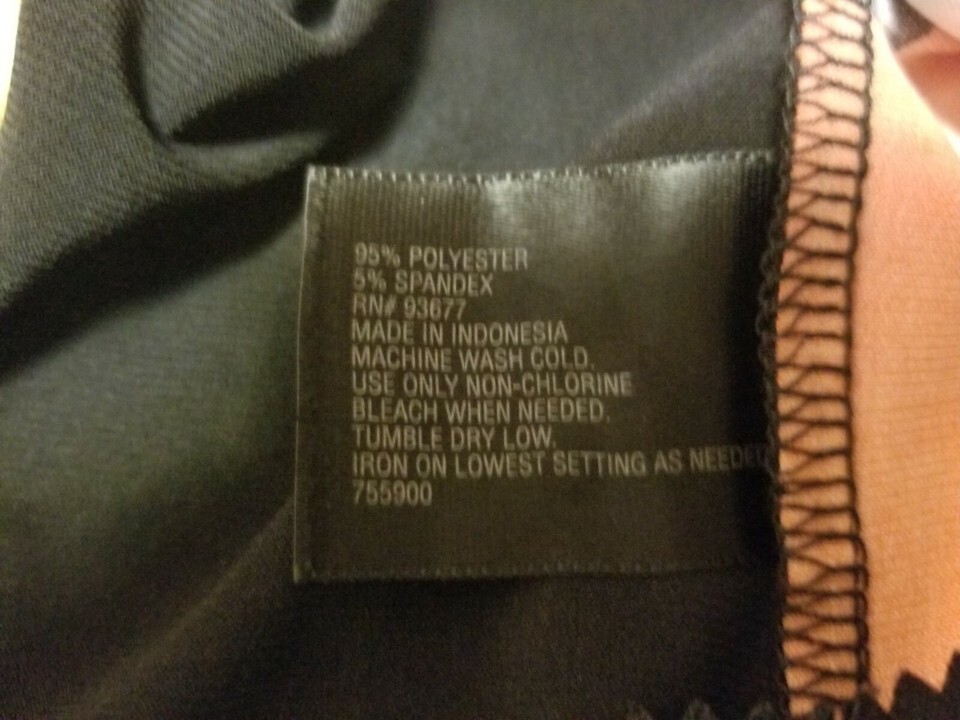 95% POLYESTER
5% SPANDEX
RN# 93677
MADE IN INDONESIA
MACHINE WASH COLD.
USE ONLY NON-CHLORINE
BLEACH WHEN NEEDED.
TUMBLE DRY LOW.
IRON ON LOWEST SETTING AS NEEDE
755900